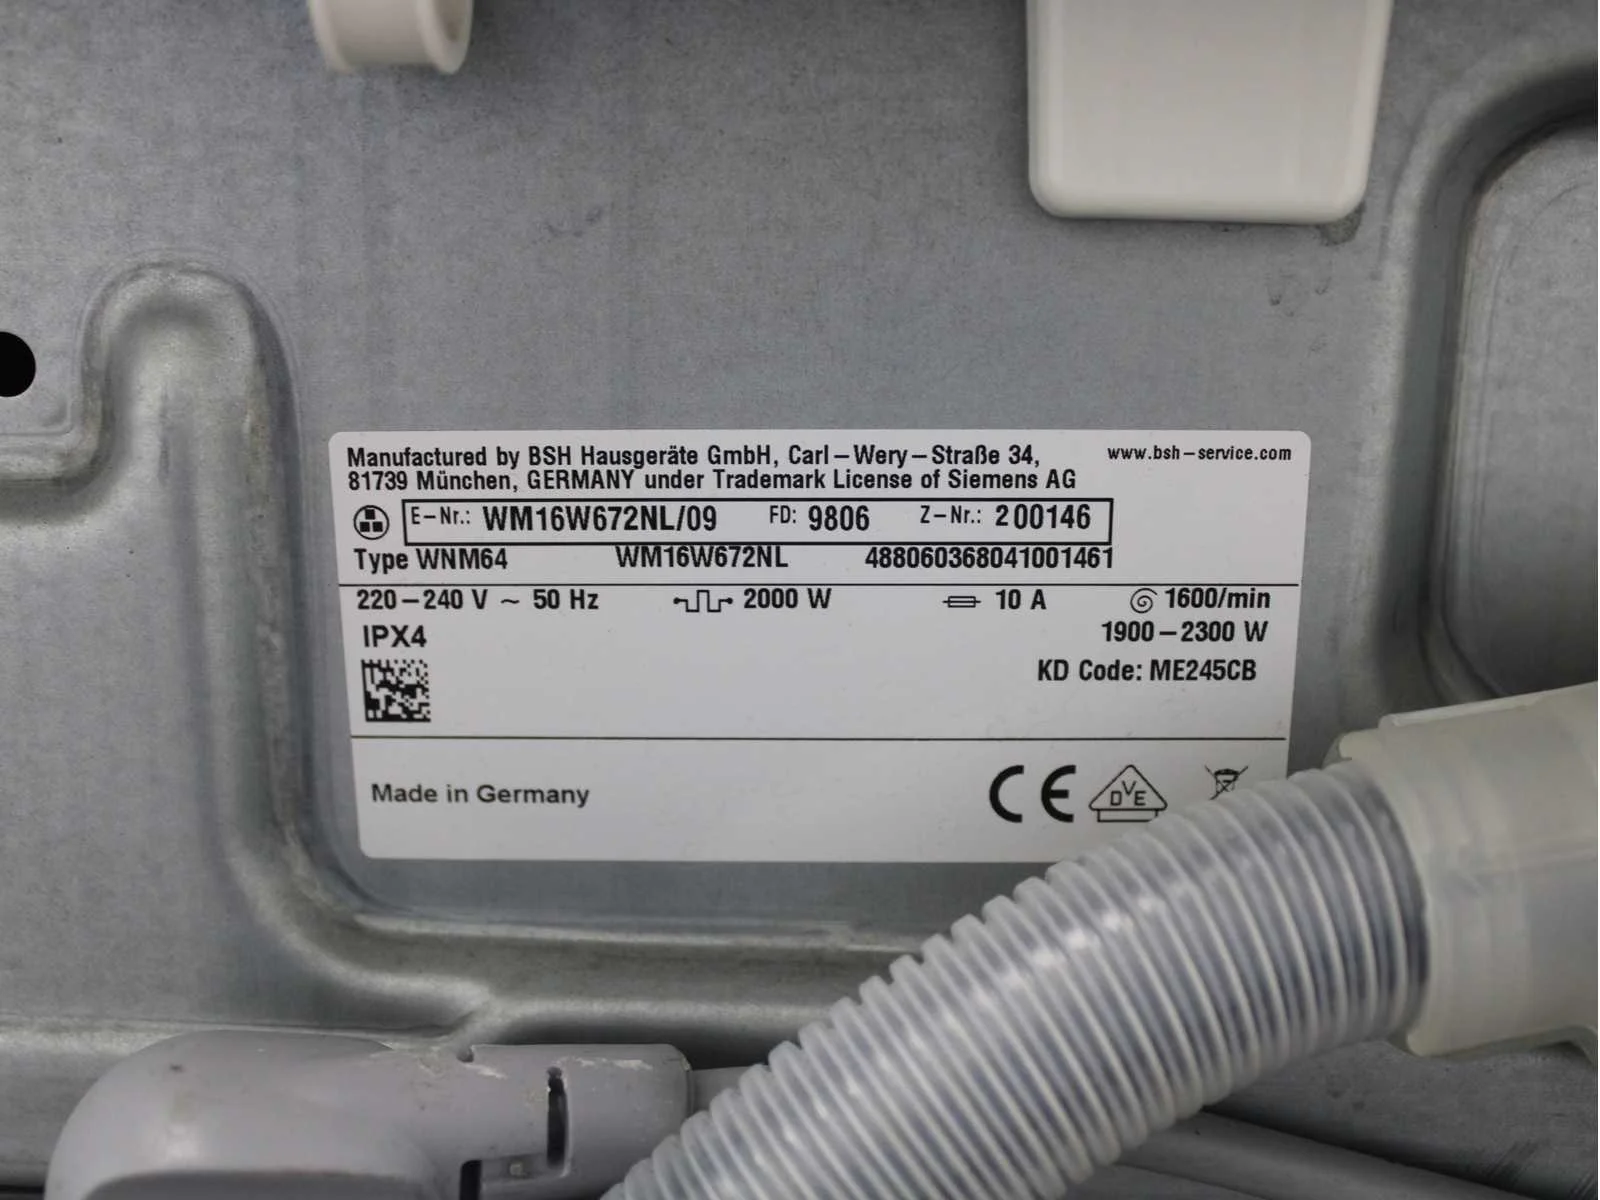 Manufactured by BSH Hausgeräte GmbH, Carl–Wery–Straße 34, www.bsh–service.com
81739 München, GERMANY under Trademark License of Siemens AG
E–Nr.: WM16W672NL/09 FD: 9806 Z–Nr.: 200146
Type WNM64 WM16W672NL 488060368041001461
220–240 V ~ 50 Hz 2000 W 10 A 1600/min
IPX4 1900–2300 W
KD Code: ME245CB
Made in Germany CE DVE